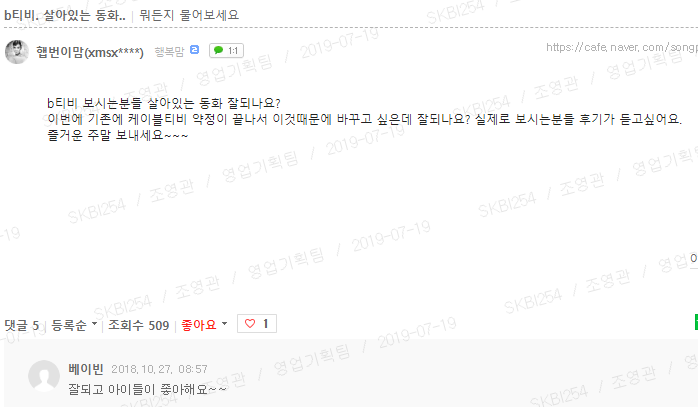 b티비. 살아있는 동화.. | 뭐든지 물어보세요
햅번이맘(xmsx****) 행복맘 1:1 https://cafe.naver.com/songp
b티비 보시는분들 살아있는 동화 잘되나요?
이번에 기존에 케이블티비 약정이 끝나서 이것때문에 바꾸고 싶은데 잘되나요? 실제로 보시는분들 후기가 듣고싶어요.
즐거운 주말 보내세요~~~
댓글 5 | 등록순 | 조회수 509 | 좋아요 1
베이빈 2018.10.27. 08:57
잘되고 아이들이 좋아해요~~
SKBI254 / 조영관 / 영업기획팀 / 2019-07-19